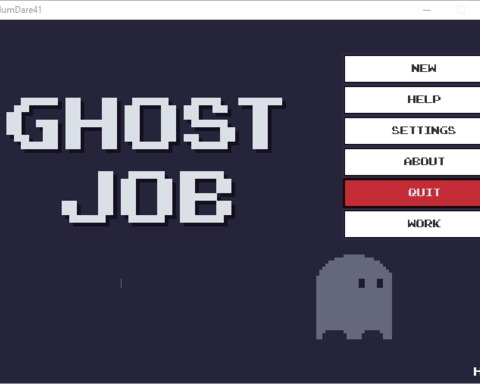 lumDare41
GHOST
JOB
NEW
HELP
SETTINGS
ABOUT
QUIT
WORK
H